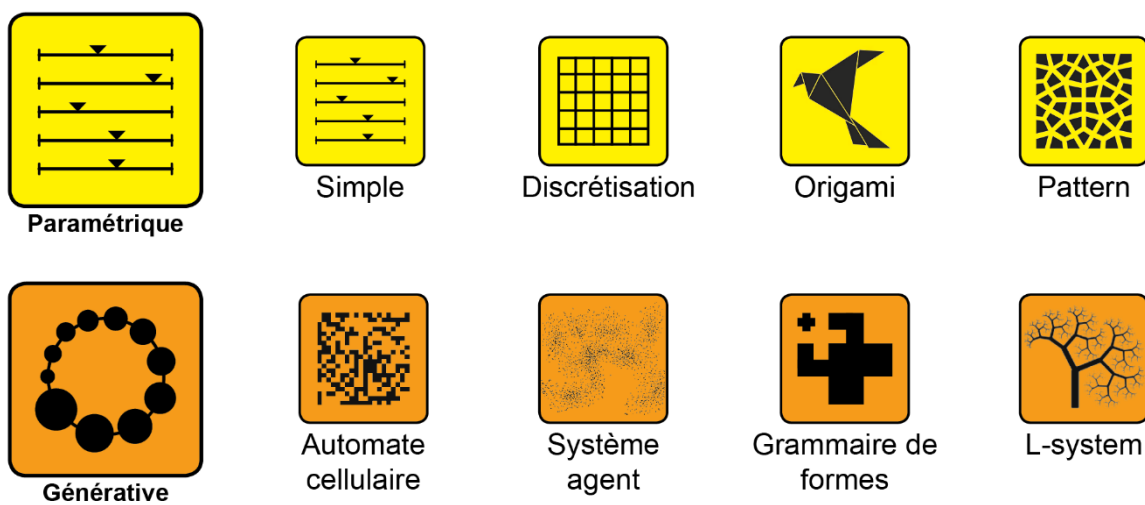 Paramétrique
Simple
Discrétisation
Origami
Pattern
Générative
Automate
cellulaire
Système
agent
Grammaire de
formes
L-system